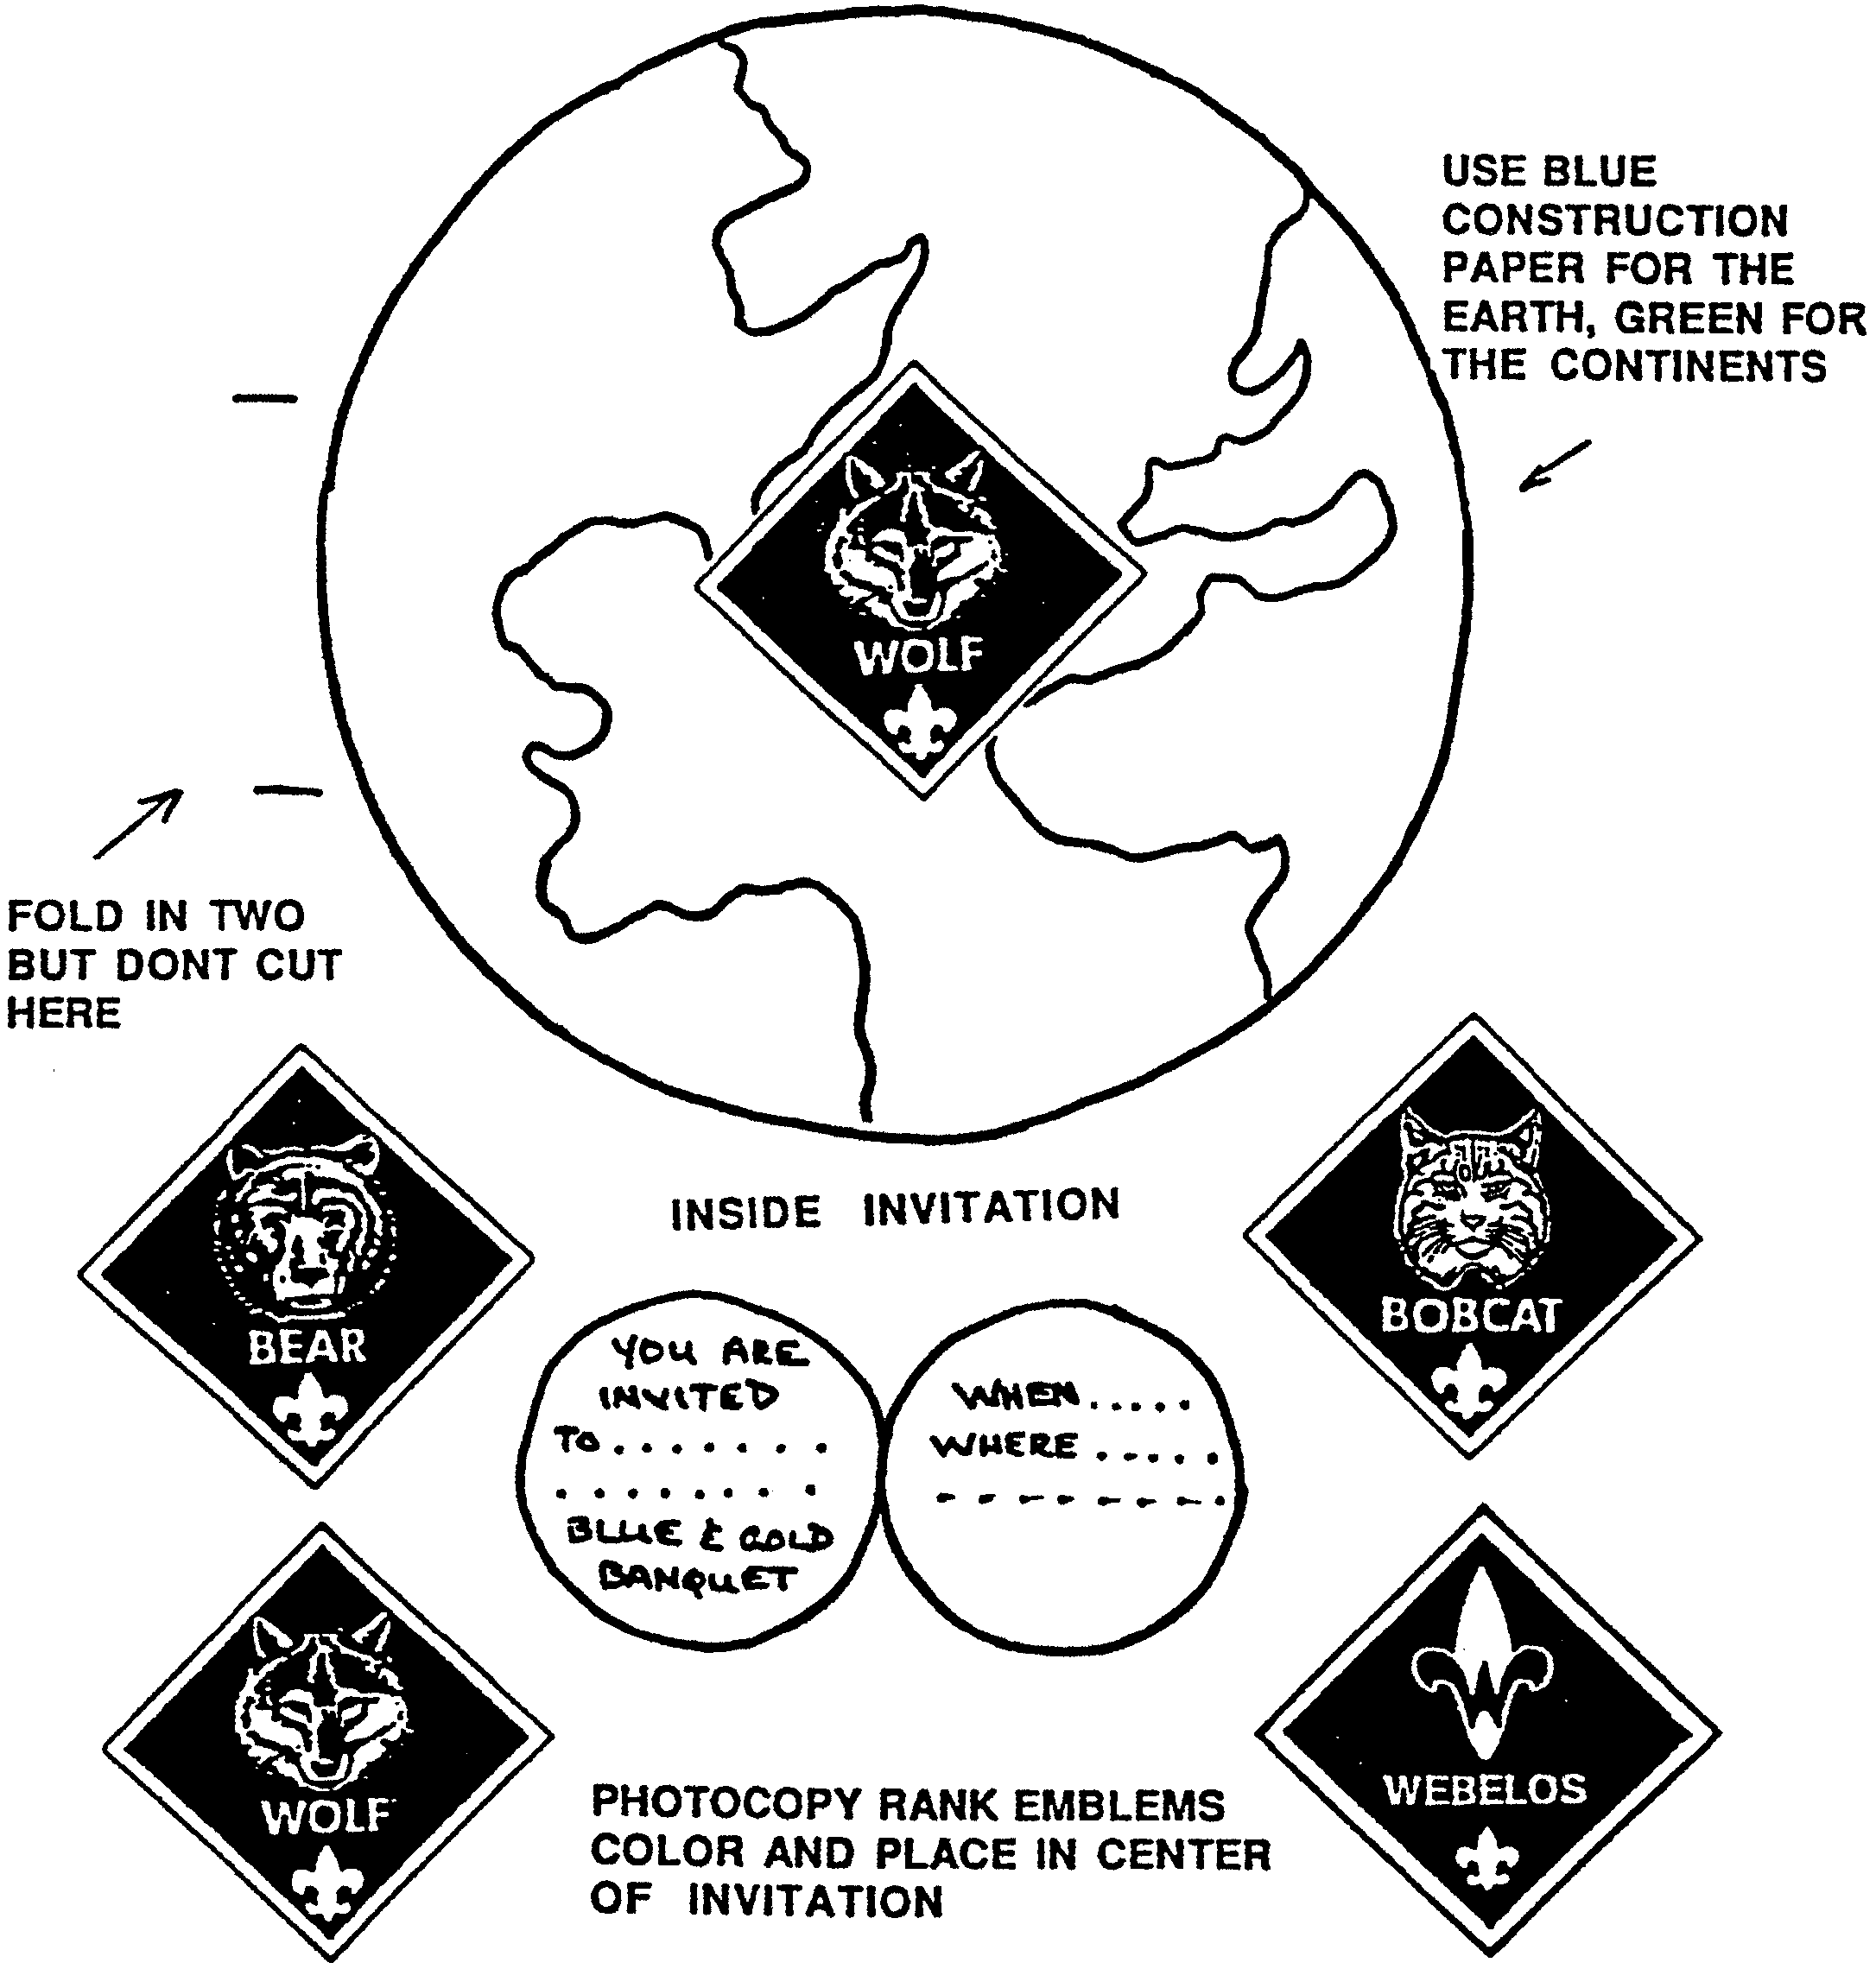 USE BLUE
CONSTRUCTION
PAPER FOR THE
EARTH, GREEN FOR
THE CONTINENTS
WOLF
FOLD IN TWO
BUT DONT CUT
HERE
BEAR
BOBCAT
INSIDE INVITATION
YOU ARE
INVITED
TO . . . . . . .
. . . . . . . .
BLUE & GOLD
BANQUET
WHEN . . . . .
WHERE . . . . .
- - - - - - - .
WOLF
WEBELOS
PHOTOCOPY RANK EMBLEMS
COLOR AND PLACE IN CENTER
OF INVITATION